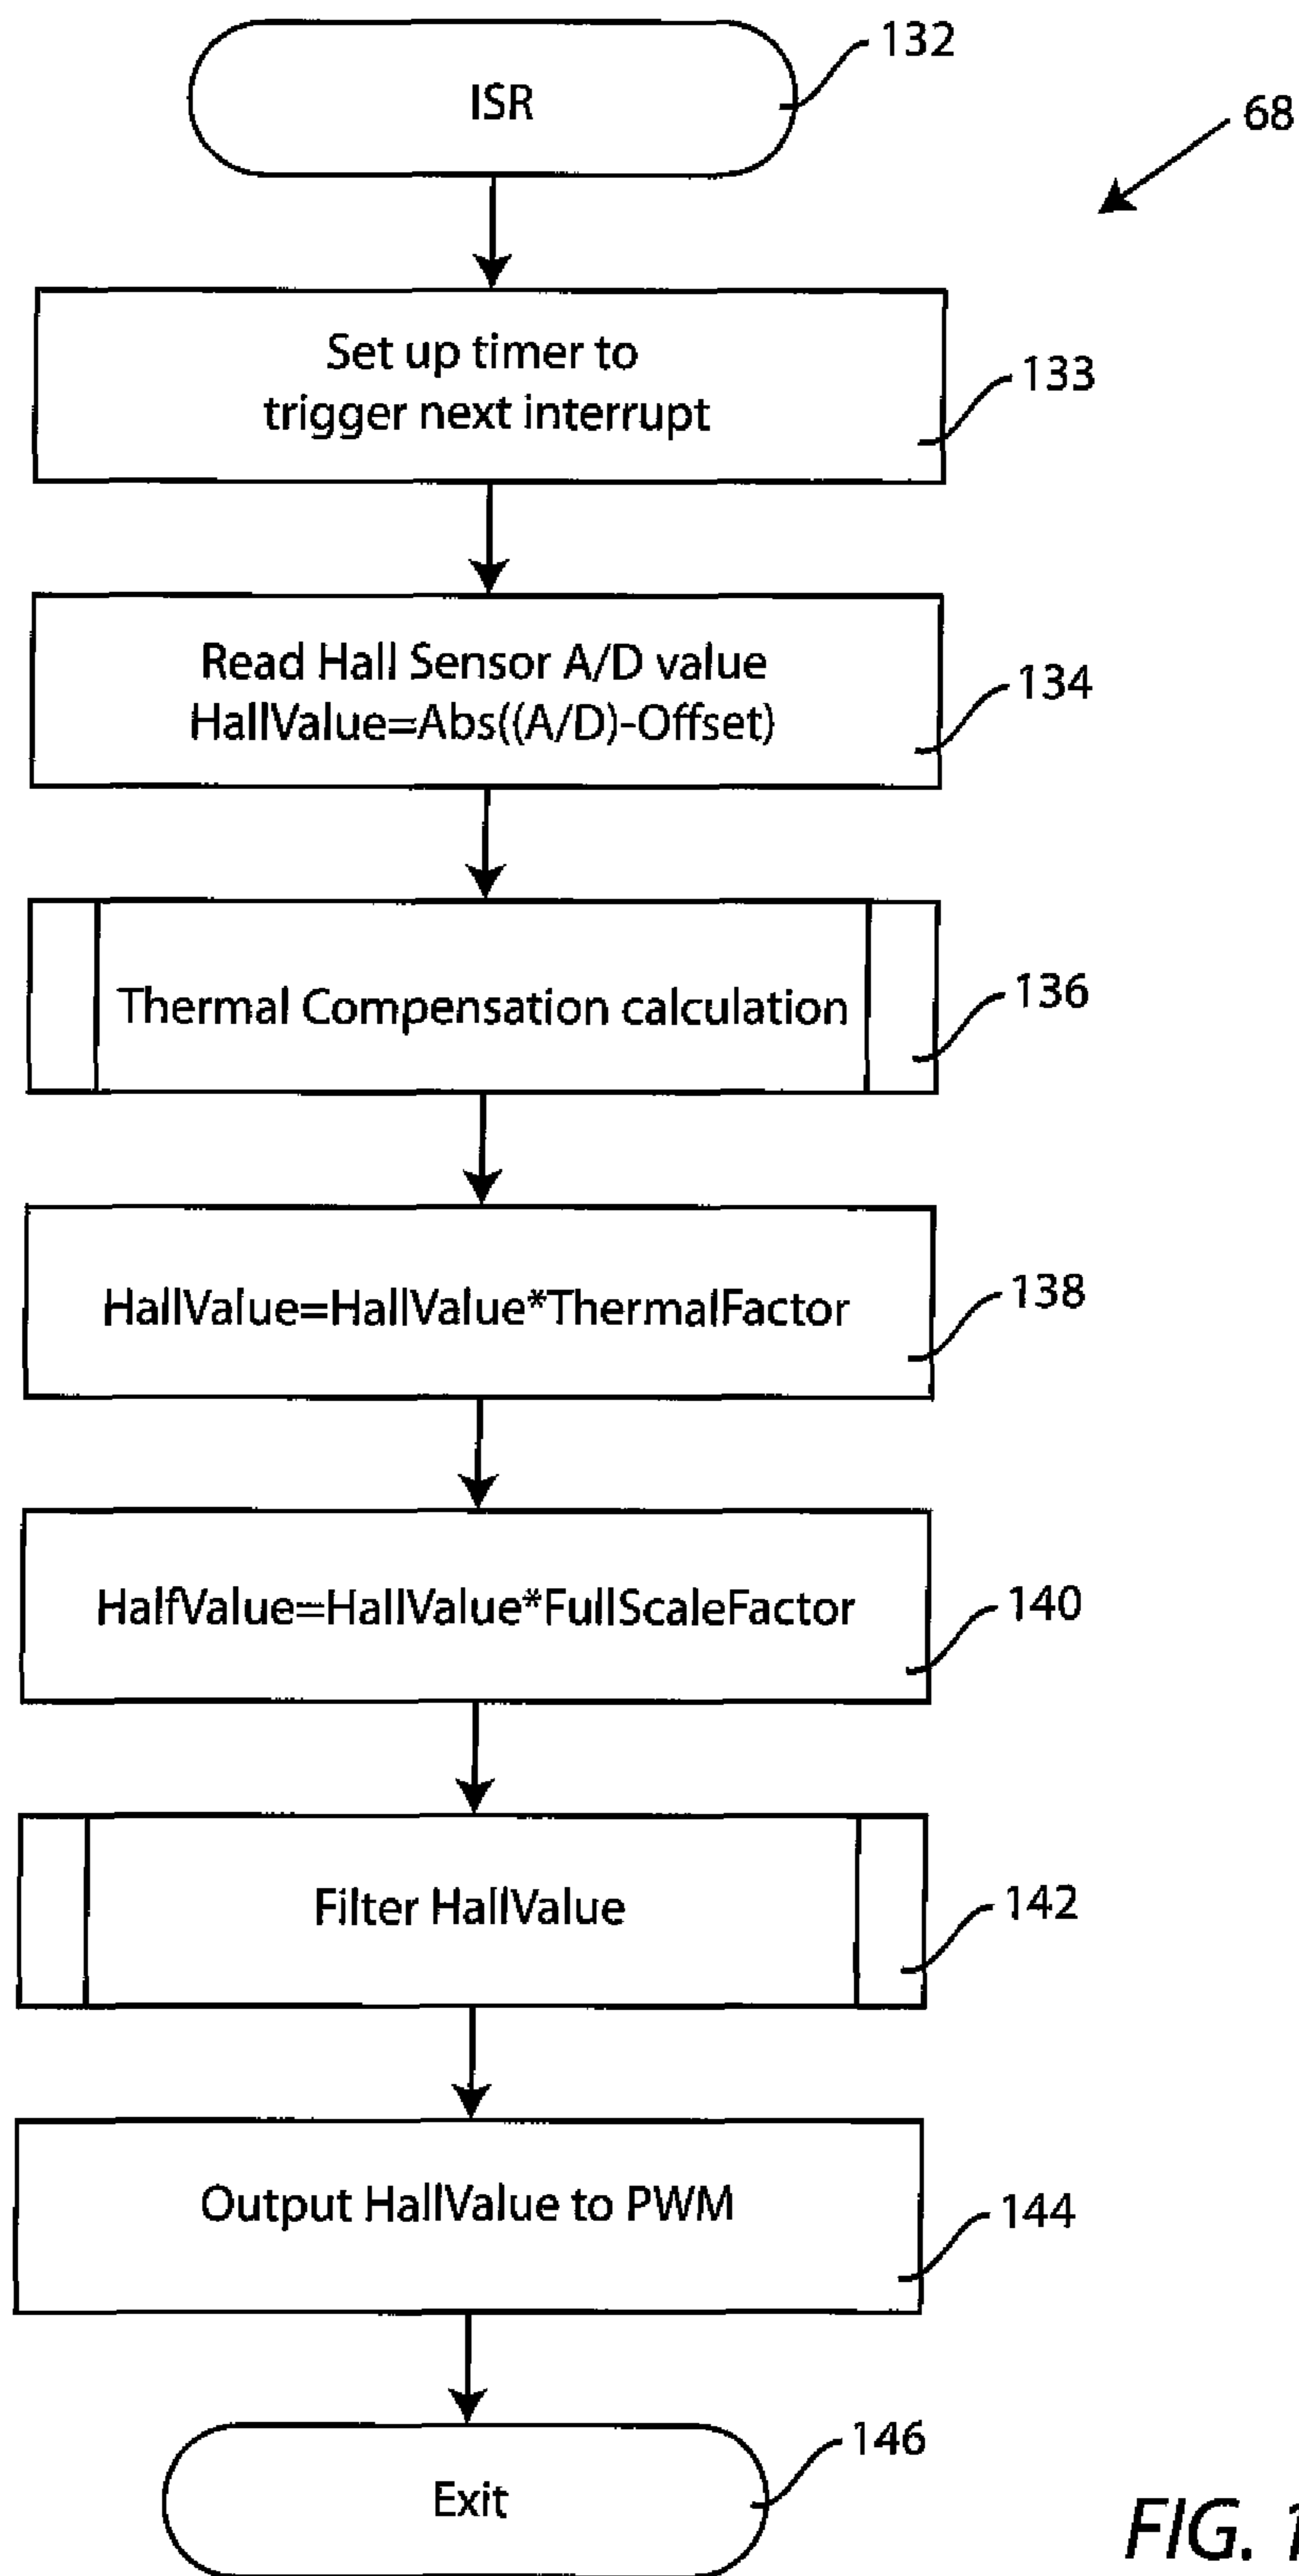 ISR
132
68
Set up timer to
trigger next interrupt
133
Read Hall Sensor A/D value
HallValue=Abs((A/D)-Offset)
134
Thermal Compensation calculation
136
HallValue=HallValue*ThermalFactor
138
HalfValue=HallValue*FullScaleFactor
140
Filter HallValue
142
Output HallValue to PWM
144
Exit
146
FIG. 1